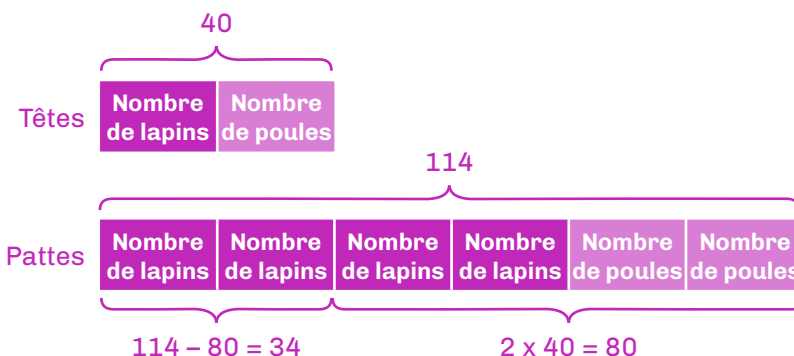 40
Têtes
Nombre de lapins
Nombre de poules
114
Pattes
Nombre de lapins
Nombre de lapins
Nombre de lapins
Nombre de lapins
Nombre de poules
Nombre de poules
114 – 80 = 34
2 x 40 = 80